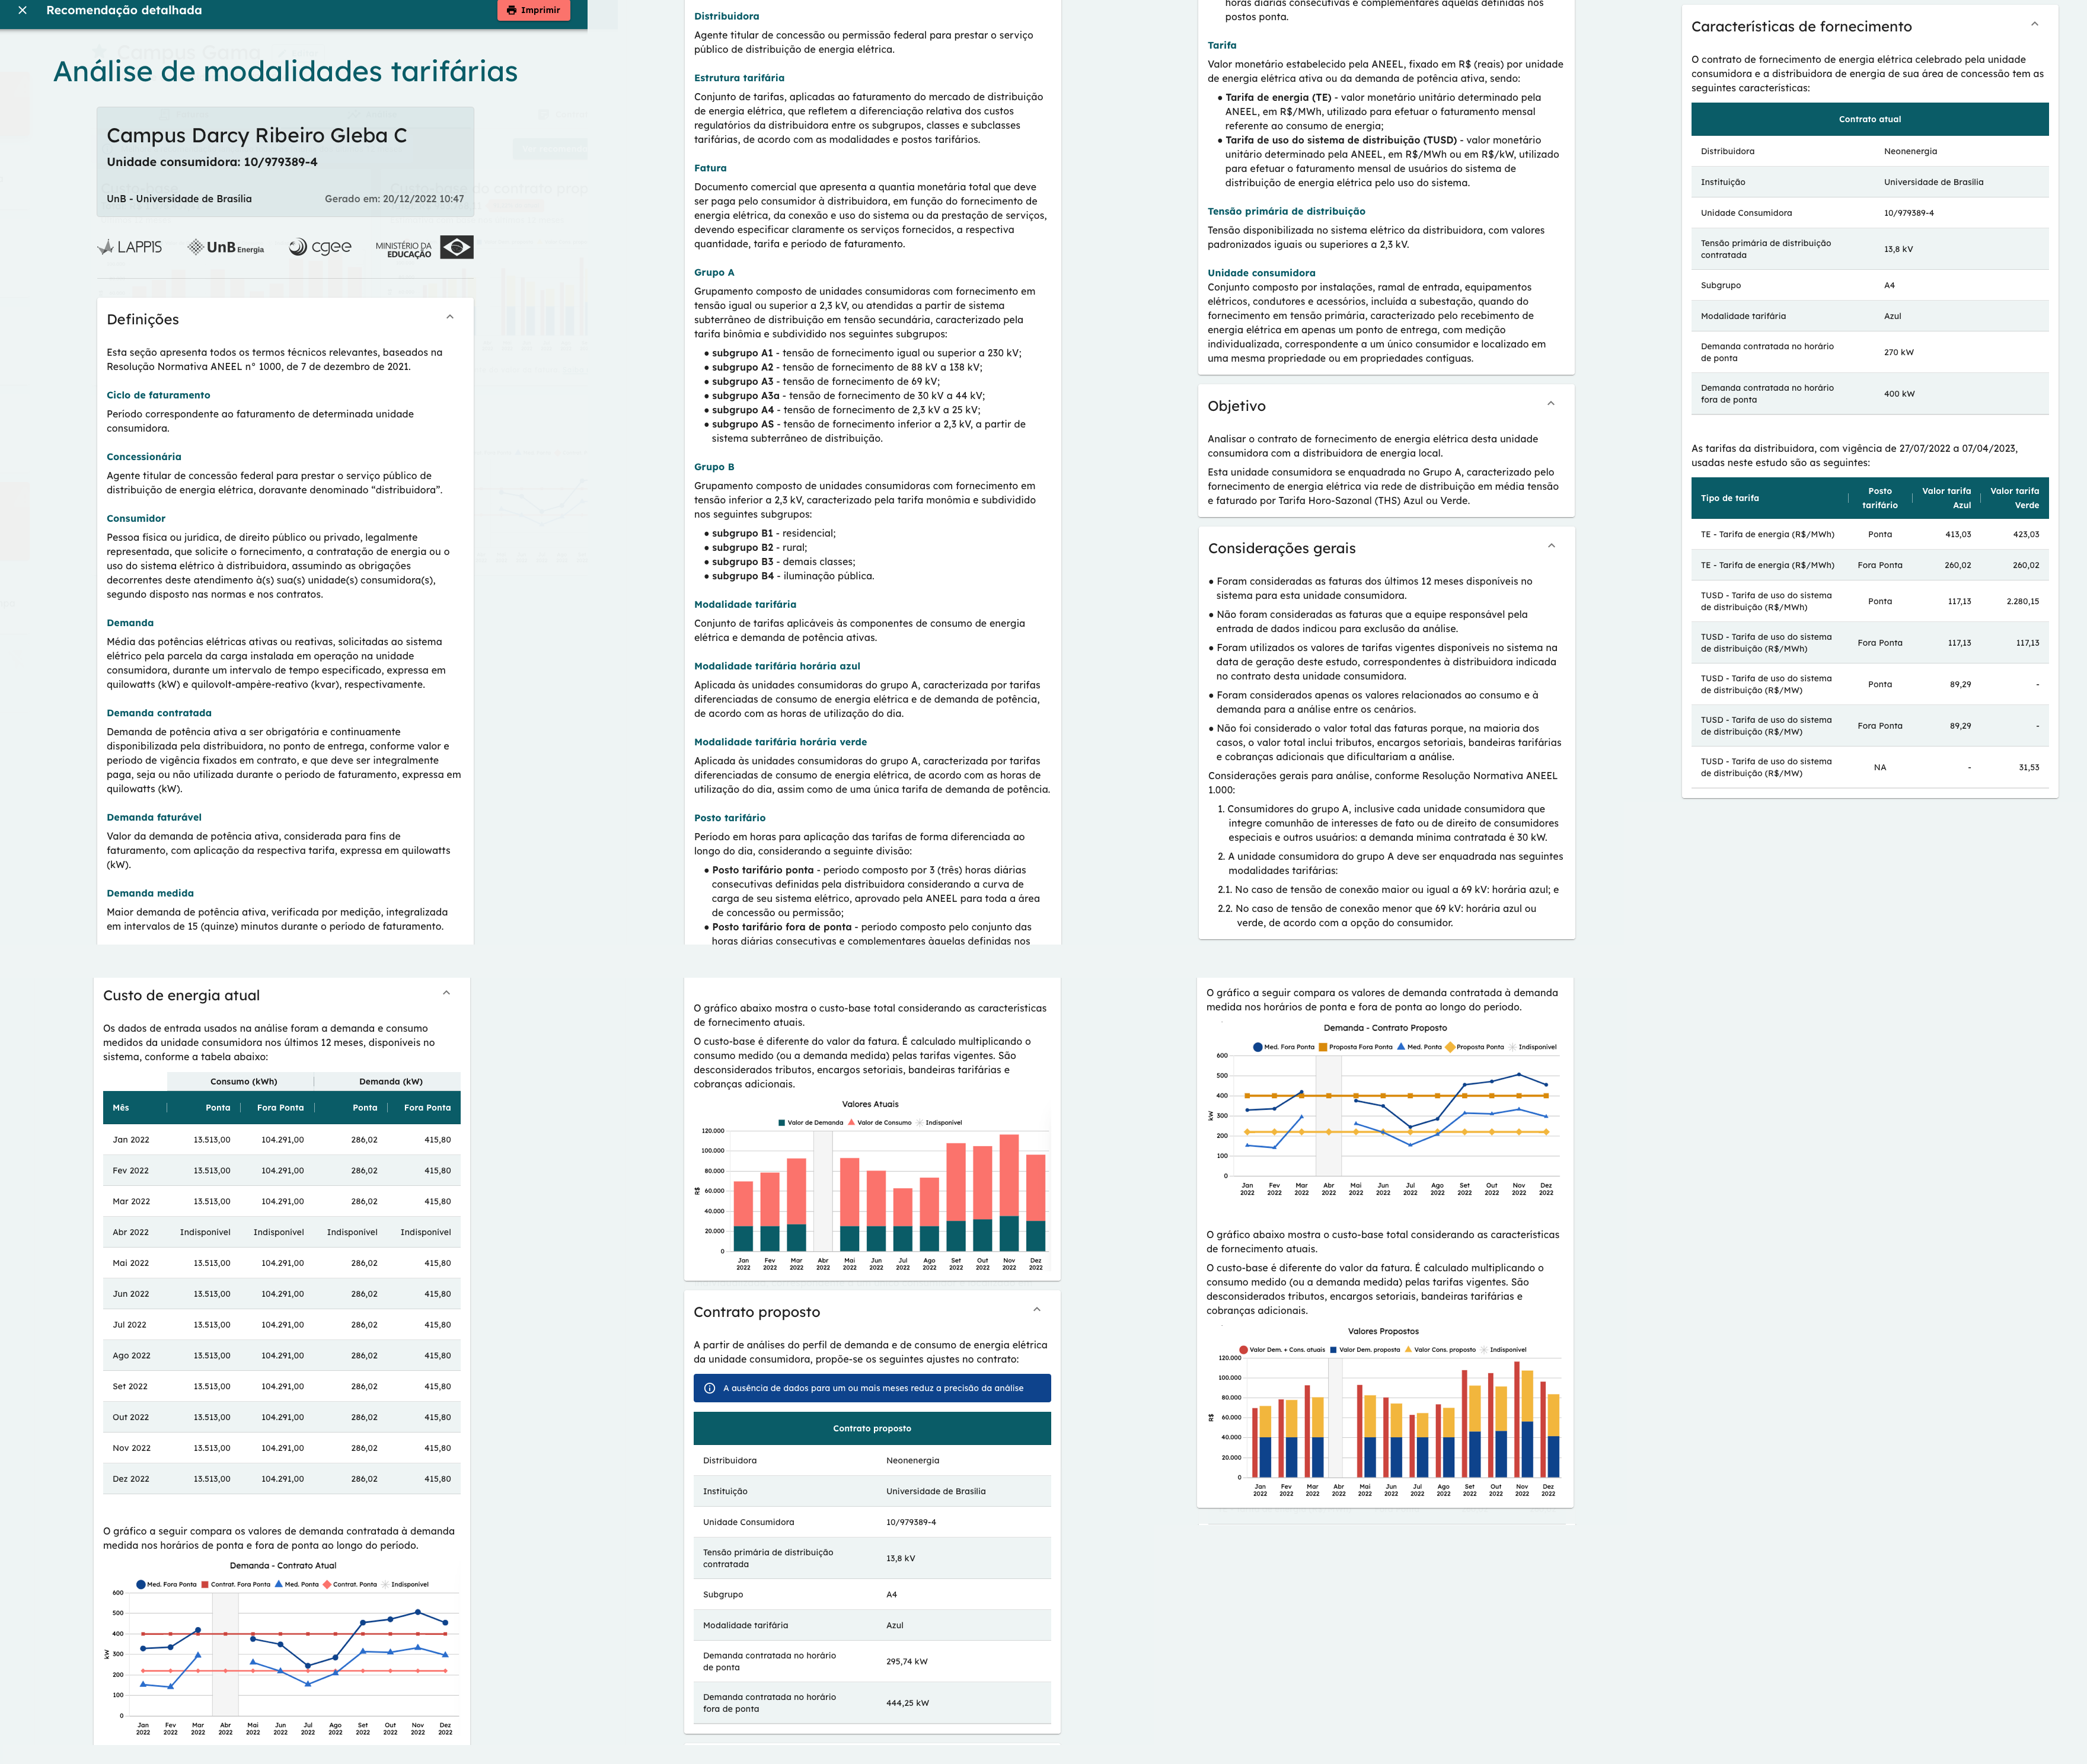 Recomendação detalhada
Imprimir
Análise de modalidades tarifárias
Campus Darcy Ribeiro Gleba C
Unidade consumidora: 10/979389-4
UnB - Universidade de Brasília
Gerado em: 20/12/2022 10:47
LAPPIS
UnB Energia
cgee
MINISTÉRIO DA
EDUCAÇÃO
Definições
Esta seção apresenta todos os termos técnicos relevantes, baseados na
Resolução Normativa ANEEL nº 1000, de 7 de dezembro de 2021.
Ciclo de faturamento
Período correspondente ao faturamento de determinada unidade
consumidora.
Concessionária
Agente titular de concessão federal para prestar o serviço público de
distribuição de energia elétrica, doravante denominado “distribuidora”.
Consumidor
Pessoa física ou jurídica, de direito público ou privado, legalmente
representada, que solicite o fornecimento, a contratação de energia ou o
uso do sistema elétrico à distribuidora, assumindo as obrigações
decorrentes deste atendimento à(s) sua(s) unidade(s) consumidora(s),
segundo disposto nas normas e nos contratos.
Demanda
Média das potências elétricas ativas ou reativas, solicitadas ao sistema
elétrico pela parcela da carga instalada em operação na unidade
consumidora, durante um intervalo de tempo especificado, expressa em
quilowatts (kW) e quilovolt-ampère-reativo (kvar), respectivamente.
Demanda contratada
Demanda de potência ativa a ser obrigatória e continuamente
disponibilizada pela distribuidora, no ponto de entrega, conforme valor e
período de vigência fixados em contrato, e que deve ser integralmente
paga, seja ou não utilizada durante o período de faturamento, expressa em
quilowatts (kW).
Demanda faturável
Valor da demanda de potência ativa, considerada para fins de
faturamento, com aplicação da respectiva tarifa, expressa em quilowatts
(kW).
Demanda medida
Maior demanda de potência ativa, verificada por medição, integralizada
em intervalos de 15 (quinze) minutos durante o período de faturamento.
Distribuidora
Agente titular de concessão ou permissão federal para prestar o serviço
público de distribuição de energia elétrica.
Estrutura tarifária
Conjunto de tarifas, aplicadas ao faturamento do mercado de distribuição
de energia elétrica, que refletem a diferenciação relativa dos custos
regulatórios da distribuidora entre os subgrupos, classes e subclasses
tarifárias, de acordo com as modalidades e postos tarifários.
Fatura
Documento comercial que apresenta a quantia monetária total que deve
ser pago pelo consumidor à distribuidora, em função do fornecimento de
energia elétrica, da conexão e uso do sistema ou da prestação de serviços,
devendo especificar claramente os serviços fornecidos, a respectiva
quantidade, tarifa e período de faturamento.
Grupo A
Grupamento composto de unidades consumidoras com fornecimento em
tensão igual ou superior a 2,3 kV, ou atendidas a partir de sistema
subterrâneo de distribuição em tensão secundária, caracterizado pela
tarifa binômia e subdividido nos seguintes subgrupos:
● subgrupo A1 - tensão de fornecimento igual ou superior a 230 kV;
● subgrupo A2 - tensão de fornecimento de 88 kV a 138 kV;
● subgrupo A3 - tensão de fornecimento de 69 kV;
● subgrupo A3a - tensão de fornecimento de 30 kV a 44 kV;
● subgrupo A4 - tensão de fornecimento de 2,3 kV a 25 kV;
● subgrupo AS - tensão de fornecimento inferior a 2,3 kV, a partir de
sistema subterrâneo de distribuição.
Grupo B
Grupamento composto de unidades consumidoras com fornecimento em
tensão inferior a 2,3 kV, caracterizado pela tarifa monômia e subdividido
nos seguintes subgrupos:
● subgrupo B1 - residencial;
● subgrupo B2 - rural;
● subgrupo B3 - demais classes;
● subgrupo B4 - iluminação pública.
Modalidade tarifária
Conjunto de tarifas aplicáveis às componentes de consumo de energia
elétrica e demanda de potência ativas.
Modalidade tarifária horária azul
Aplicada às unidades consumidoras do grupo A, caracterizada por tarifas
diferenciadas de consumo de energia elétrica e de demanda de potência,
de acordo com as horas de utilização do dia.
Modalidade tarifária horária verde
Aplicada às unidades consumidoras do grupo A, caracterizada por tarifas
diferenciadas de consumo de energia elétrica, de acordo com as horas de
utilização do dia, assim como de uma única tarifa de demanda de potência.
Posto tarifário
Período em horas para aplicação das tarifas de forma diferenciada ao
longo do dia, considerando a seguinte divisão:
● Posto tarifário ponta - período composto por 3 (três) horas diárias
consecutivas definidas pela distribuidora considerando a curva de
carga de seu sistema elétrico, aprovado pela ANEEL para toda a área
de concessão ou permissão;
● Posto tarifário fora de ponta - período composto pelo conjunto das
horas diárias consecutivas e complementares àquelas definidas nos
horas diárias consecutivas e complementares àquelas definidas nos
postos ponta.
Tarifa
Valor monetário estabelecido pela ANEEL, fixado em R$ (reais) por unidade
de energia elétrica ativa ou da demanda de potência ativa, sendo:
● Tarifa de energia (TE) - valor monetário unitário determinado pela
ANEEL, em R$/MWh, utilizado para efetuar o faturamento mensal
referente ao consumo de energia;
● Tarifa de uso do sistema de distribuição (TUSD) - valor monetário
unitário determinado pela ANEEL, em R$/MWh ou em R$/kW, utilizado
para efetuar o faturamento mensal de usuários do sistema de
distribuição de energia elétrica pelo uso do sistema.
Tensão primária de distribuição
Tensão disponibilizada no sistema elétrico da distribuidora, com valores
padronizados iguais ou superiores a 2,3 kV.
Unidade consumidora
Conjunto composto por instalações, ramal de entrada, equipamentos
elétricos, condutores e acessórios, incluída a subestação, quando do
fornecimento em tensão primária, caracterizado pelo recebimento de
energia elétrica em apenas um ponto de entrega, com medição
individualizada, correspondente a um único consumidor e localizado em
uma mesma propriedade ou em propriedades contíguas.
Objetivo
Analisar o contrato de fornecimento de energia elétrica desta unidade
consumidora com a distribuidora de energia local.
Esta unidade consumidora se enquadrada no Grupo A, caracterizado pelo
fornecimento de energia elétrica via rede de distribuição em média tensão
e faturado por Tarifa Horo-Sazonal (THS) Azul ou Verde.
Considerações gerais
● Foram consideradas as faturas dos últimos 12 meses disponíveis no
sistema para esta unidade consumidora.
● Não foram consideradas as faturas que a equipe responsável pela
entrada de dados indicou para exclusão da análise.
● Foram utilizados os valores de tarifas vigentes disponíveis no sistema na
data de geração deste estudo, correspondentes à distribuidora indicada
no contrato desta unidade consumidora.
● Foram considerados apenas os valores relacionados ao consumo e à
demanda para a análise entre os cenários.
● Não foi considerado o valor total das faturas porque, na maioria dos
casos, o valor total inclui tributos, encargos setoriais, bandeiras tarifárias
e cobranças adicionais que dificultariam a análise.
Considerações gerais para análise, conforme Resolução Normativa ANEEL
1.000:
1. Consumidores do grupo A, inclusive cada unidade consumidora que
integre comunhão de interesses de fato ou de direito de consumidores
especiais e outros usuários: a demanda mínima contratada é 30 kW.
2. A unidade consumidora do grupo A deve ser enquadrada nas seguintes
modalidades tarifárias:
2.1. No caso de tensão de conexão maior ou igual a 69 kV: horária azul; e
2.2. No caso de tensão de conexão menor que 69 kV: horária azul ou
verde, de acordo com a opção do consumidor.
Características de fornecimento
O contrato de fornecimento de energia elétrica celebrado pela unidade
consumidora e a distribuidora de energia de sua área de concessão tem as
seguintes características:
Contrato atual
Distribuidora Neonenergia
Instituição Universidade de Brasília
Unidade Consumidora 10/979389-4
Tensão primária de distribuição
contratada 13,8 kV
Subgrupo A4
Modalidade tarifária Azul
Demanda contratada no horário
de ponta 270 kW
Demanda contratada no horário
fora de ponta 400 kW
As tarifas da distribuidora, com vigência de 27/07/2022 a 07/04/2023,
usadas neste estudo são as seguintes:
Tipo de tarifa Posto tarifário Valor tarifa Azul Valor tarifa Verde
TE - Tarifa de energia (R$/MWh) Ponta 413,03 423,03
TE - Tarifa de energia (R$/MWh) Fora Ponta 260,02 260,02
TUSD - Tarifa de uso do sistema
de distribuição (R$/MWh) Ponta 117,13 2.280,15
TUSD - Tarifa de uso do sistema
de distribuição (R$/MWh) Fora Ponta 117,13 117,13
TUSD - Tarifa de uso do sistema
de distribuição (R$/MW) Ponta 89,29 -
TUSD - Tarifa de uso do sistema
de distribuição (R$/MW) Fora Ponta 89,29 -
TUSD - Tarifa de uso do sistema
de distribuição (R$/MW) NA - 31,53
Custo de energia atual
Os dados de entrada usados na análise foram a demanda e consumo
medidos da unidade consumidora nos últimos 12 meses, disponíveis no
sistema, conforme a tabela abaixo:
Consumo (kWh) Demanda (kW)
Mês Ponta Fora Ponta Ponta Fora Ponta
Jan 2022 13.513,00 104.291,00 286,02 415,80
Fev 2022 13.513,00 104.291,00 286,02 415,80
Mar 2022 13.513,00 104.291,00 286,02 415,80
Abr 2022 Indisponível Indisponível Indisponível Indisponível
Mai 2022 13.513,00 104.291,00 286,02 415,80
Jun 2022 13.513,00 104.291,00 286,02 415,80
Jul 2022 13.513,00 104.291,00 286,02 415,80
Ago 2022 13.513,00 104.291,00 286,02 415,80
Set 2022 13.513,00 104.291,00 286,02 415,80
Out 2022 13.513,00 104.291,00 286,02 415,80
Nov 2022 13.513,00 104.291,00 286,02 415,80
Dez 2022 13.513,00 104.291,00 286,02 415,80
O gráfico a seguir compara os valores de demanda contratada à demanda
medida nos horários de ponta e fora de ponta ao longo do período.
Demanda - Contrato Atual
Med. Fora Ponta Contrat. Fora Ponta Med. Ponta Contrat. Ponta Indisponível
600
500
400
300
200
100
0
kW
Jan Fev Mar Abr Mai Jun Jul Ago Set Out Nov Dez
2022 2022 2022 2022 2022 2022 2022 2022 2022 2022 2022 2022
O gráfico abaixo mostra o custo-base total considerando as características
de fornecimento atuais.
O custo-base é diferente do valor da fatura. É calculado multiplicando o
consumo medido (ou a demanda medida) pelas tarifas vigentes. São
desconsiderados tributos, encargos setoriais, bandeiras tarifárias e
cobranças adicionais.
Valores Atuais
Valor de Demanda Valor de Consumo Indisponível
120.000
100.000
80.000
60.000
40.000
20.000
0
R$
Jan Fev Mar Abr Mai Jun Jul Ago Set Out Nov Dez
2022 2022 2022 2022 2022 2022 2022 2022 2022 2022 2022 2022
Contrato proposto
A partir de análises do perfil de demanda e de consumo de energia elétrica
da unidade consumidora, propõe-se os seguintes ajustes no contrato:
A ausência de dados para um ou mais meses reduz a precisão da análise
Contrato proposto
Distribuidora Neonenergia
Instituição Universidade de Brasília
Unidade Consumidora 10/979389-4
Tensão primária de distribuição
contratada 13,8 kV
Subgrupo A4
Modalidade tarifária Azul
Demanda contratada no horário
de ponta 295,74 kW
Demanda contratada no horário
fora de ponta 444,25 kW
O gráfico a seguir compara os valores de demanda contratada à demanda
medida nos horários de ponta e fora de ponta ao longo do período.
Demanda - Contrato Proposto
Med. Fora Ponta Proposta Fora Ponta Med. Ponta Proposta Ponta Indisponível
600
500
400
300
200
100
0
kW
Jan Fev Mar Abr Mai Jun Jul Ago Set Out Nov Dez
2022 2022 2022 2022 2022 2022 2022 2022 2022 2022 2022 2022
O gráfico abaixo mostra o custo-base total considerando as características
de fornecimento atuais.
O custo-base é diferente do valor da fatura. É calculado multiplicando o
consumo medido (ou a demanda medida) pelas tarifas vigentes. São
desconsiderados tributos, encargos setoriais, bandeiras tarifárias e
cobranças adicionais.
Valores Propostos
Valor Dem. + Cons. atuais Valor Dem. proposta Valor Cons. proposto Indisponível
120.000
100.000
80.000
60.000
40.000
20.000
0
R$
Jan Fev Mar Abr Mai Jun Jul Ago Set Out Nov Dez
2022 2022 2022 2022 2022 2022 2022 2022 2022 2022 2022 2022